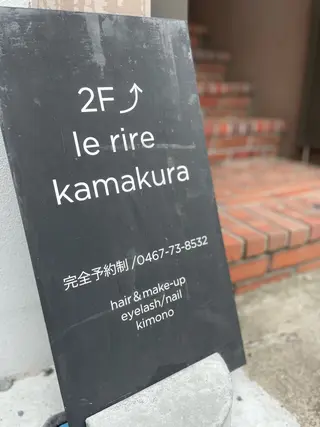 2F⤴
le rire
kamakura
完全予約制/0467-73-8532
hair & make-up
eyelash/nail
kimono